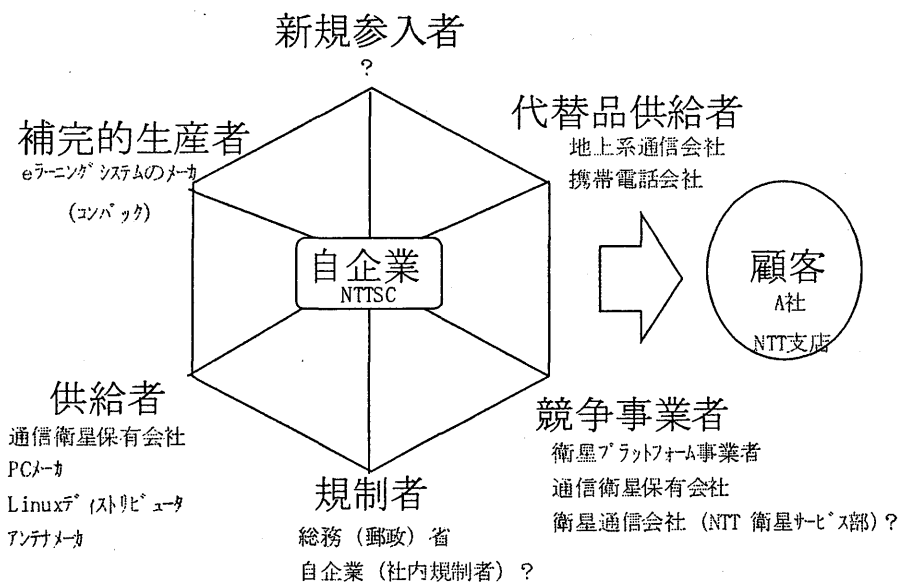 新規参入者
?
代替品供給者
地上系通信会社
携帯電話会社
補完的生産者
eラーニングシステムのメーカ
(コンパック)
自企業
NTTSC
顧客
A社
NTT支店
供給者
通信衛星保有会社
PCメーカ
Linuxディストリビュータ
アンテナメーカ
競争事業者
衛星プラットフォーム事業者
通信衛星保有会社
衛星通信会社(NTT 衛星サービス部)?
規制者
総務(郵政)省
自企業(社内規制者)?